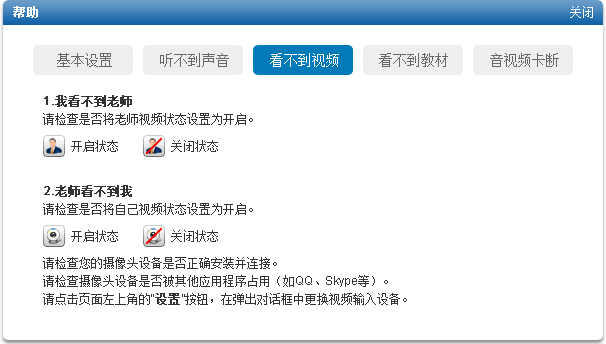 帮助 关闭
基本设置 听不到声音 看不到视频 看不到教材 音视频卡断
1.我看不到老师
请检查是否将老师视频状态设置为开启。
开启状态 关闭状态
2.老师看不到我
请检查是否将自己视频状态设置为开启。
开启状态 关闭状态
请检查您的摄像头设备是否正确安装并连接。
请检查摄像头设备是否被其他应用程序占用（如QQ、Skype等）。
请点击页面左上角的"设置"按钮，在弹出对话框中更换视频输入设备。